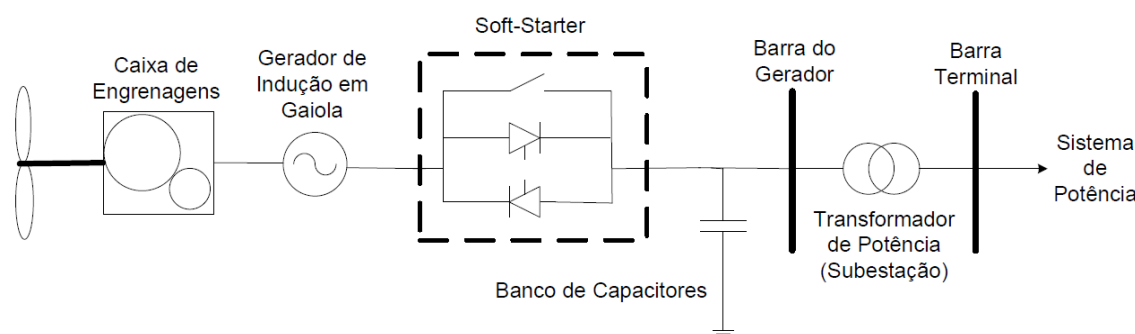 Soft-Starter
Caixa de
Engrenagens
Gerador de
Indução em
Gaiola
Barra do
Gerador
Barra
Terminal
Sistema
de
Potência
Transformador
de Potência
(Subestação)
Banco de Capacitores